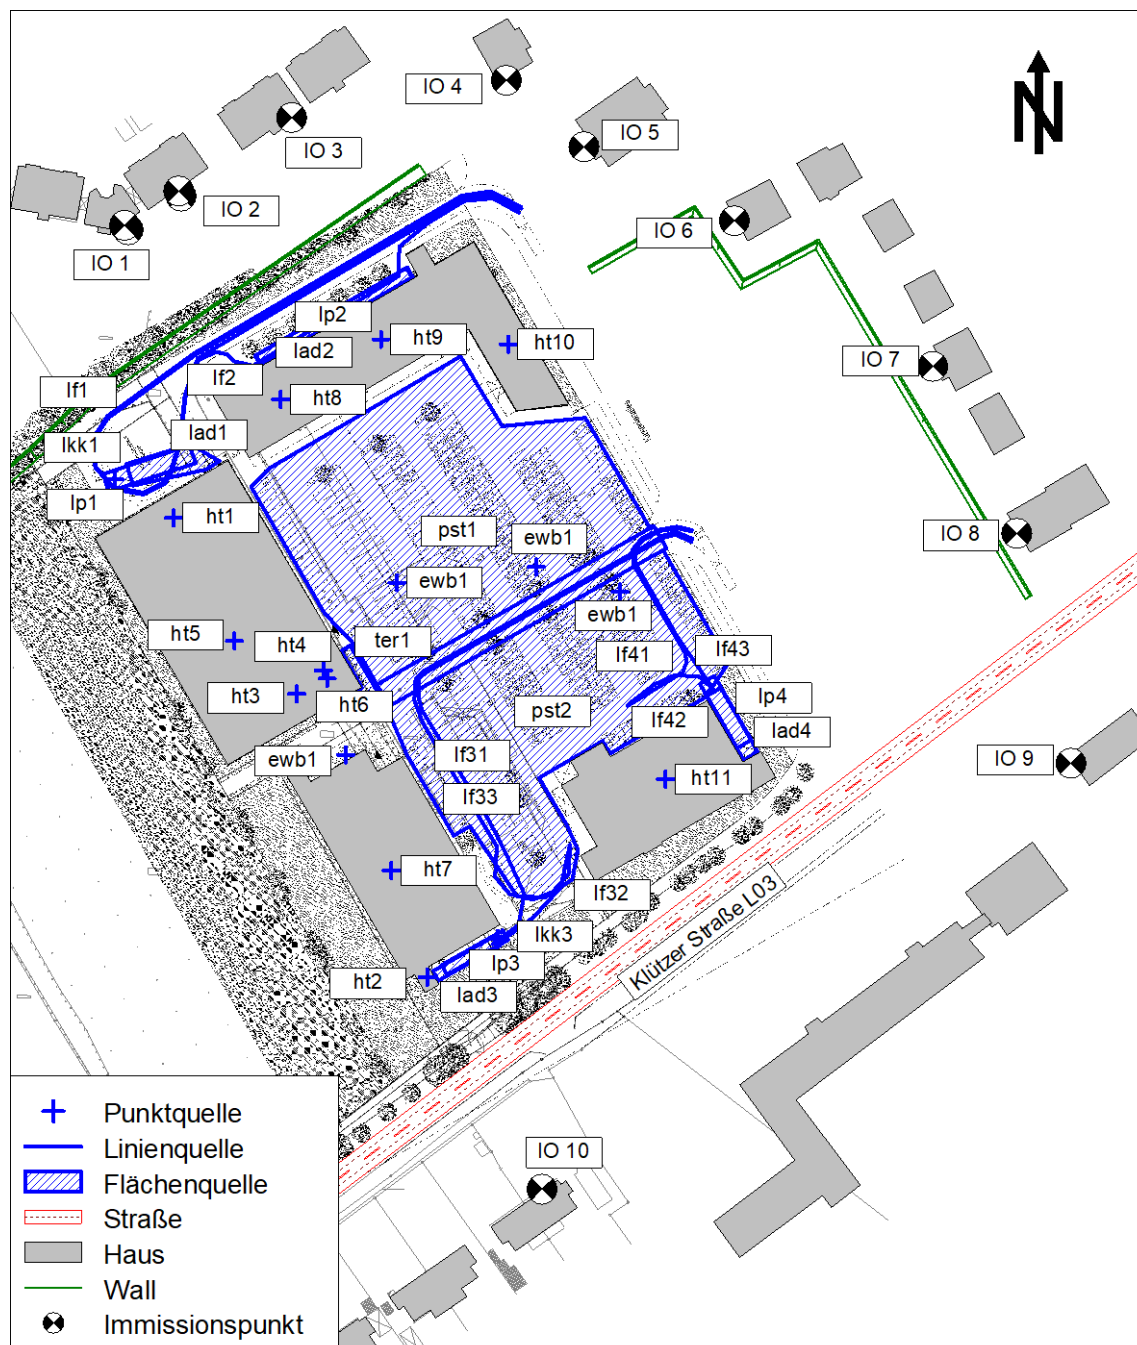 IO 4
N
IO 5
IO 3
IO 2
IO 6
IO 1
lp2
ht9
ht10
lad2
lf2
lf1
IO 7
ht8
lad1
lkk1
lp1
ht1
pst1
ewb1
IO 8
ewb1
ewb1
ht5
ht4
ter1
lf41
lf43
ht3
ht6
pst2
lf42
lp4
lad4
ewb1
lf31
IO 9
ht11
lf33
ht7
lf32
Klützer Straße L03
lkk3
lp3
ht2
lad3
Punktquelle
Linienquelle
IO 10
Flächenquelle
Straße
Haus
Wall
Immissionspunkt